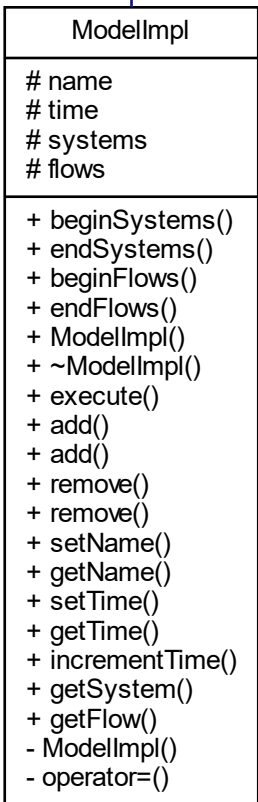 ModelImpl
# name
# time
# systems
# flows
+ beginSystems()
+ endSystems()
+ beginFlows()
+ endFlows()
+ ModelImpl()
+ ~ModelImpl()
+ execute()
+ add()
+ add()
+ remove()
+ remove()
+ setName()
+ getName()
+ setTime()
+ getTime()
+ incrementTime()
+ getSystem()
+ getFlow()
- ModelImpl()
- operator=()